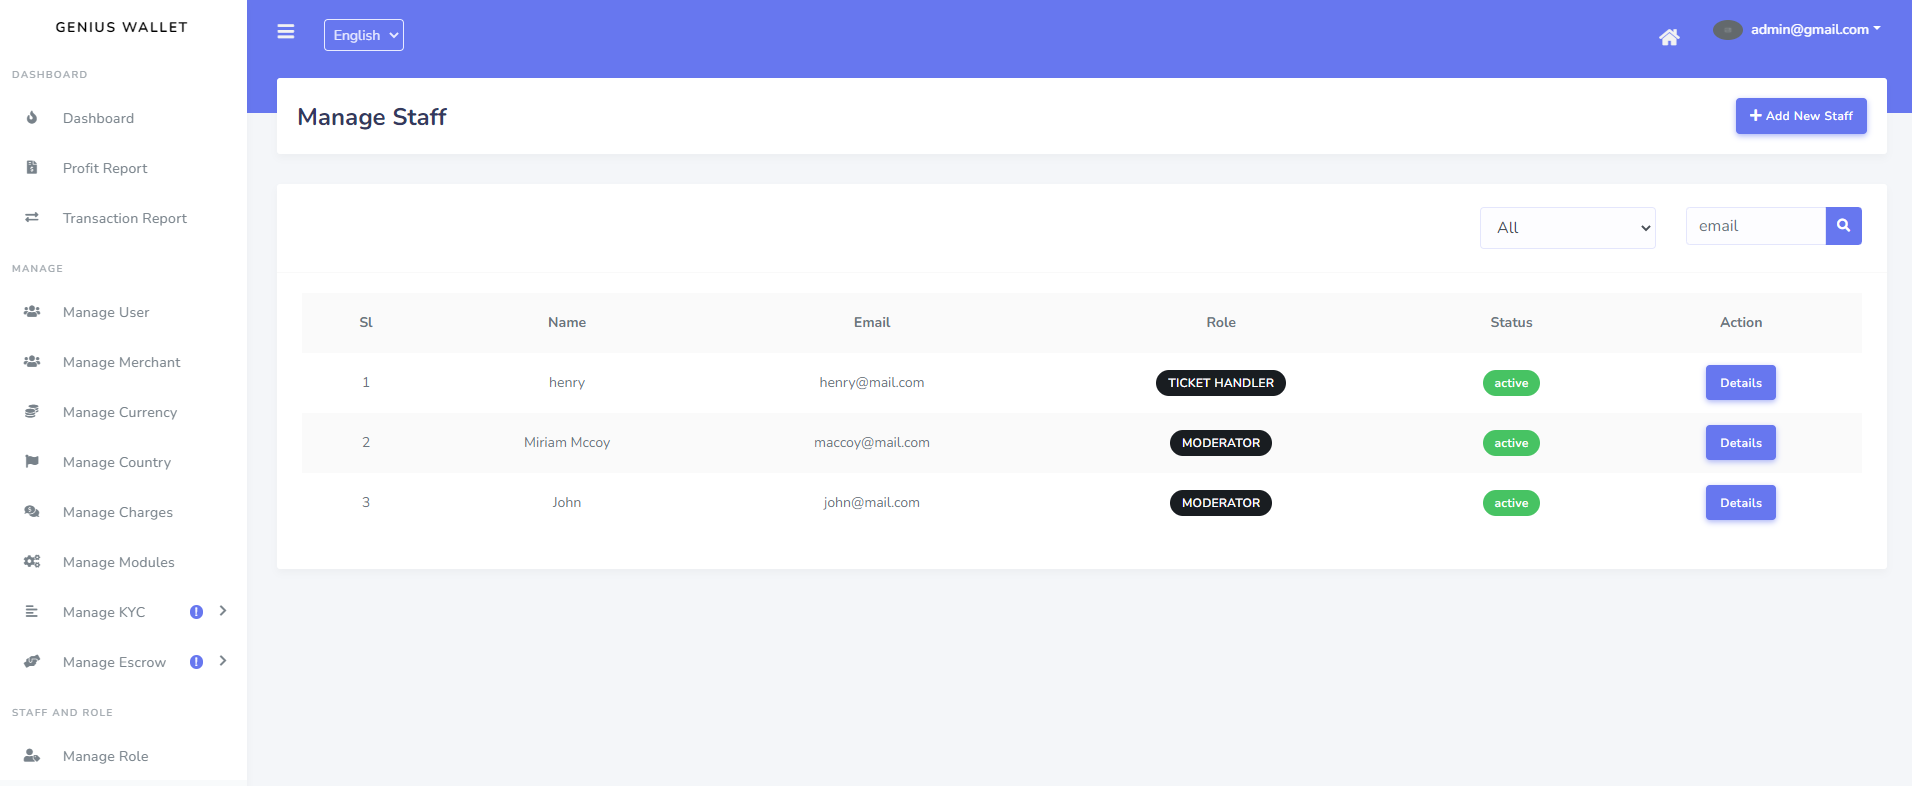 GENIUS WALLET
English
admin@gmail.com
DASHBOARD
Dashboard
Profit Report
Transaction Report
MANAGE
Manage User
Manage Merchant
Manage Currency
Manage Country
Manage Charges
Manage Modules
Manage KYC !
Manage Escrow !
STAFF AND ROLE
Manage Role
Manage Staff
Add New Staff
All
email
Sl Name Email Role Status Action
1 henry henry@mail.com TICKET HANDLER active Details
2 Miriam Mccoy maccoy@mail.com MODERATOR active Details
3 John john@mail.com MODERATOR active Details